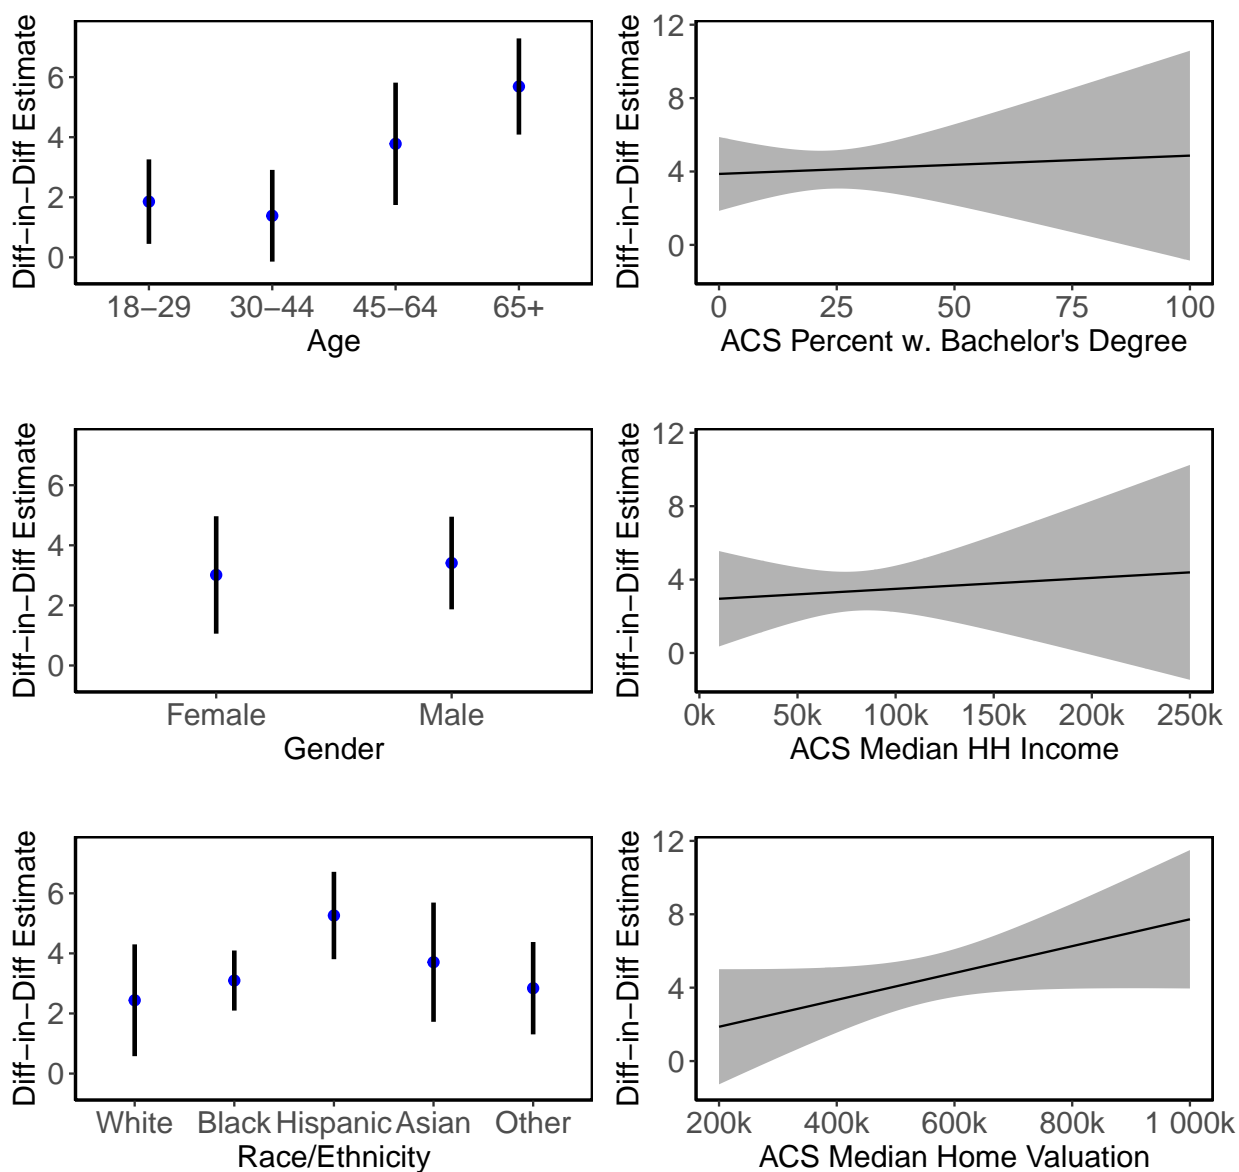 Diff−in−Diff Estimate
6
4
2
0
18−29 30−44 45−64 65+
Age
Diff−in−Diff Estimate
12
8
4
0
0 25 50 75 100
ACS Percent w. Bachelor's Degree
Diff−in−Diff Estimate
6
4
2
0
Female Male
Gender
Diff−in−Diff Estimate
12
8
4
0
0k 50k 100k 150k 200k 250k
ACS Median HH Income
Diff−in−Diff Estimate
6
4
2
0
White Black Hispanic Asian Other
Race/Ethnicity
Diff−in−Diff Estimate
12
8
4
0
200k 400k 600k 800k 1 000k
ACS Median Home Valuation